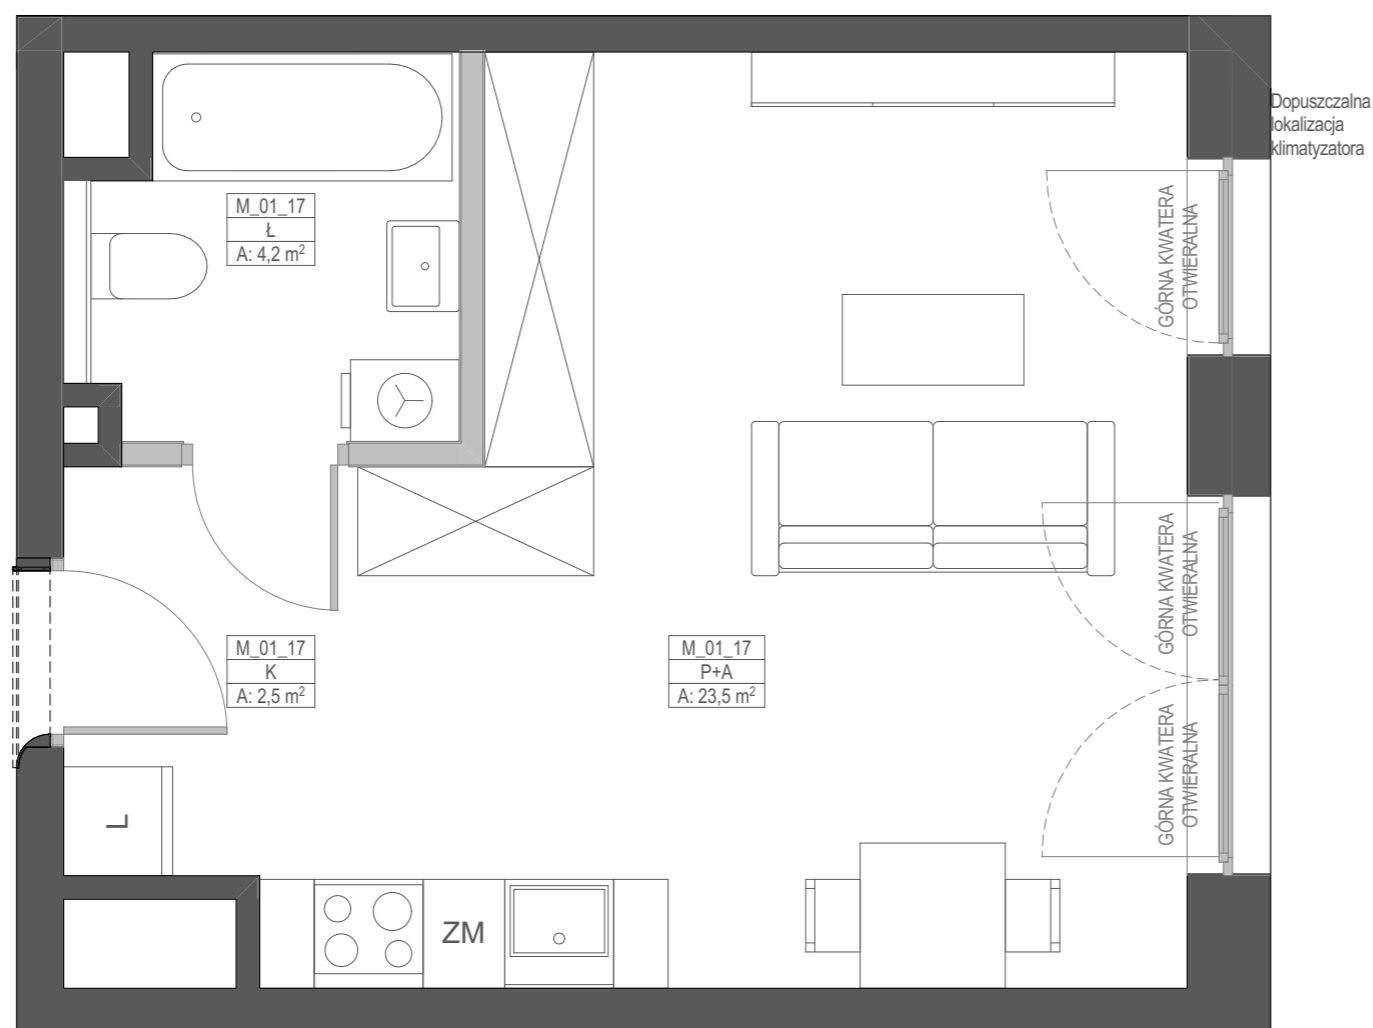 Dopuszczalna
lokalizacja
klimatyzatora
M_01_17
Ł
A: 4,2 m²
GÓRNA KWATERA
OTWIERALNA
GÓRNA KWATERA
OTWIERALNA
M_01_17
K
A: 2,5 m²
M_01_17
P+A
A: 23,5 m²
GÓRNA KWATERA
OTWIERALNA
L
ZM